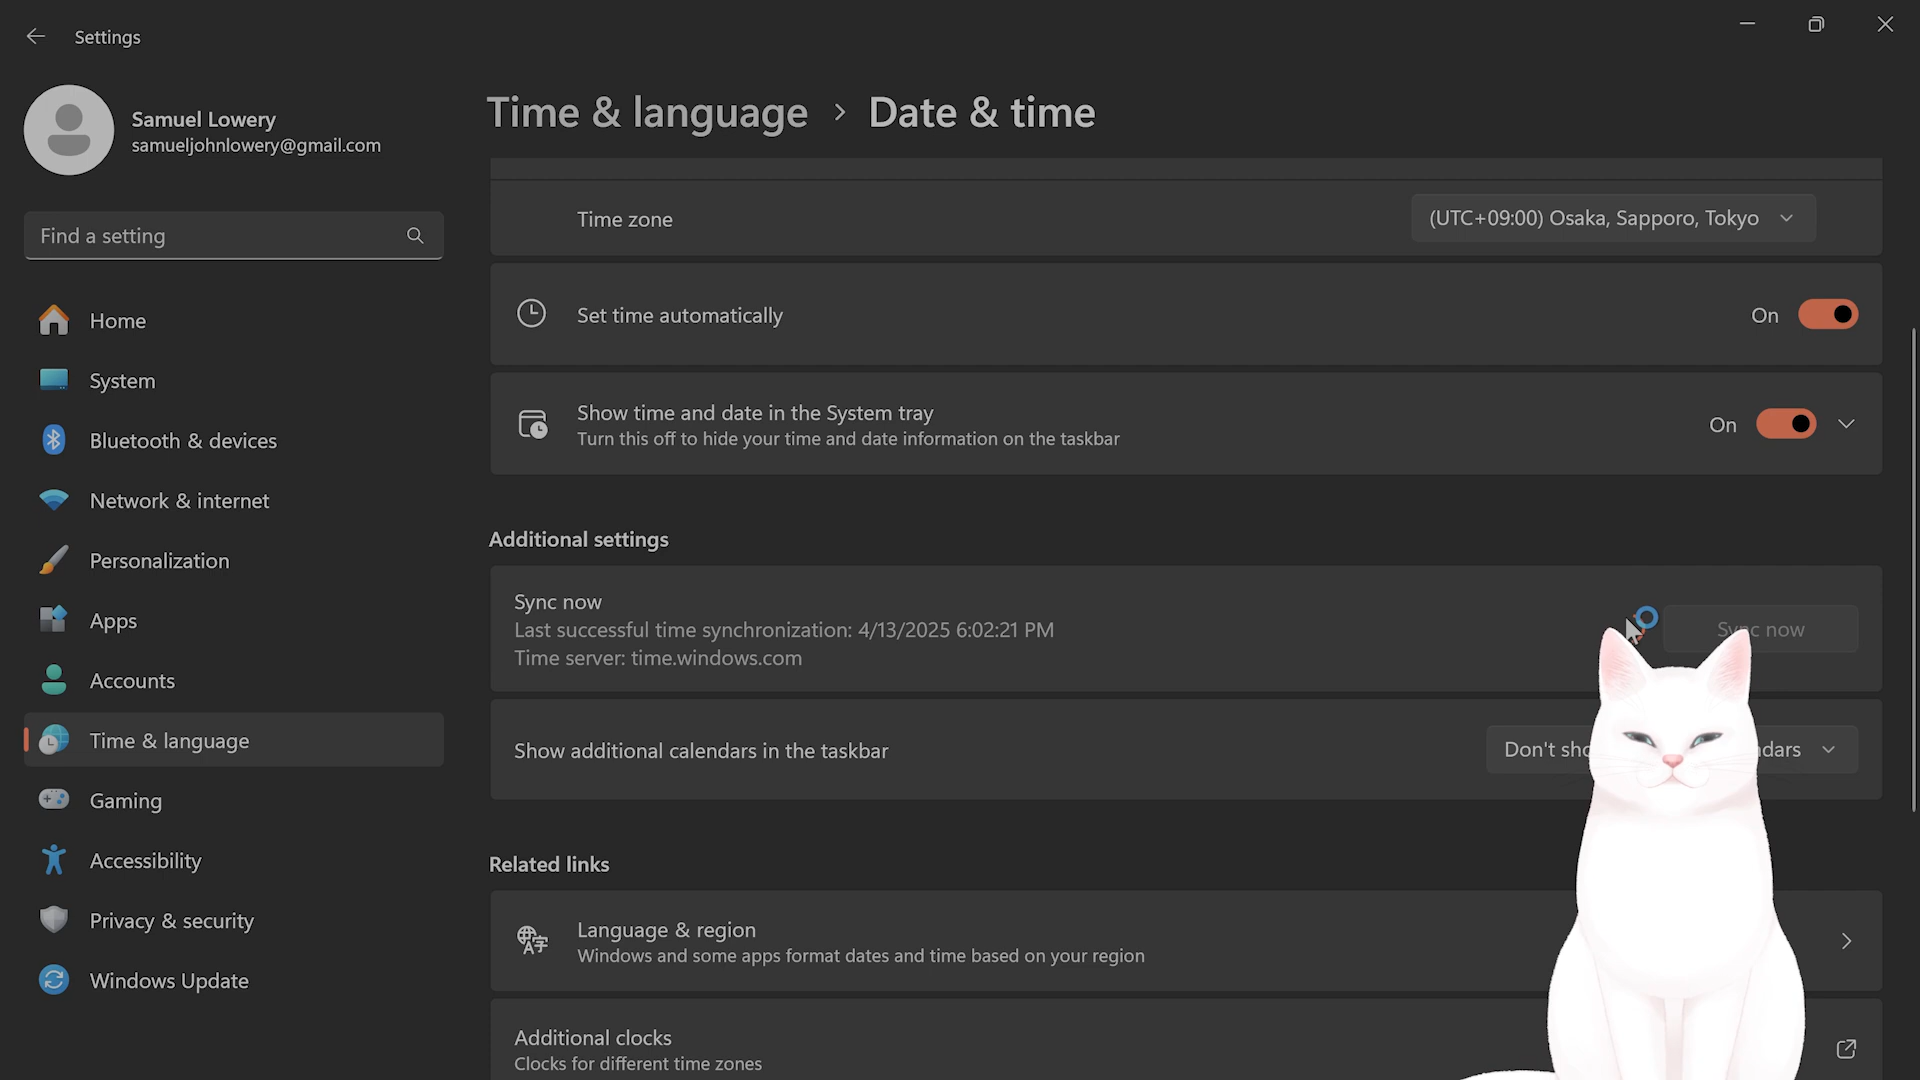 Settings
Samuel Lowery
samueljohnlowery@gmail.com
Find a setting
Home
System
Bluetooth & devices
Network & internet
Personalization
Apps
Accounts
Time & language
Gaming
Accessibility
Privacy & security
Windows Update
Time & language > Date & time
Time zone
(UTC+09:00) Osaka, Sapporo, Tokyo
Set time automatically
On
Show time and date in the System tray
Turn this off to hide your time and date information on the taskbar
On
Additional settings
Sync now
Last successful time synchronization: 4/13/2025 6:02:21 PM
Time server: time.windows.com
Sync now
Show additional calendars in the taskbar
Don't
Related links
Language & region
Windows and some apps format dates and time based on your region
Additional clocks
Clocks for different time zones